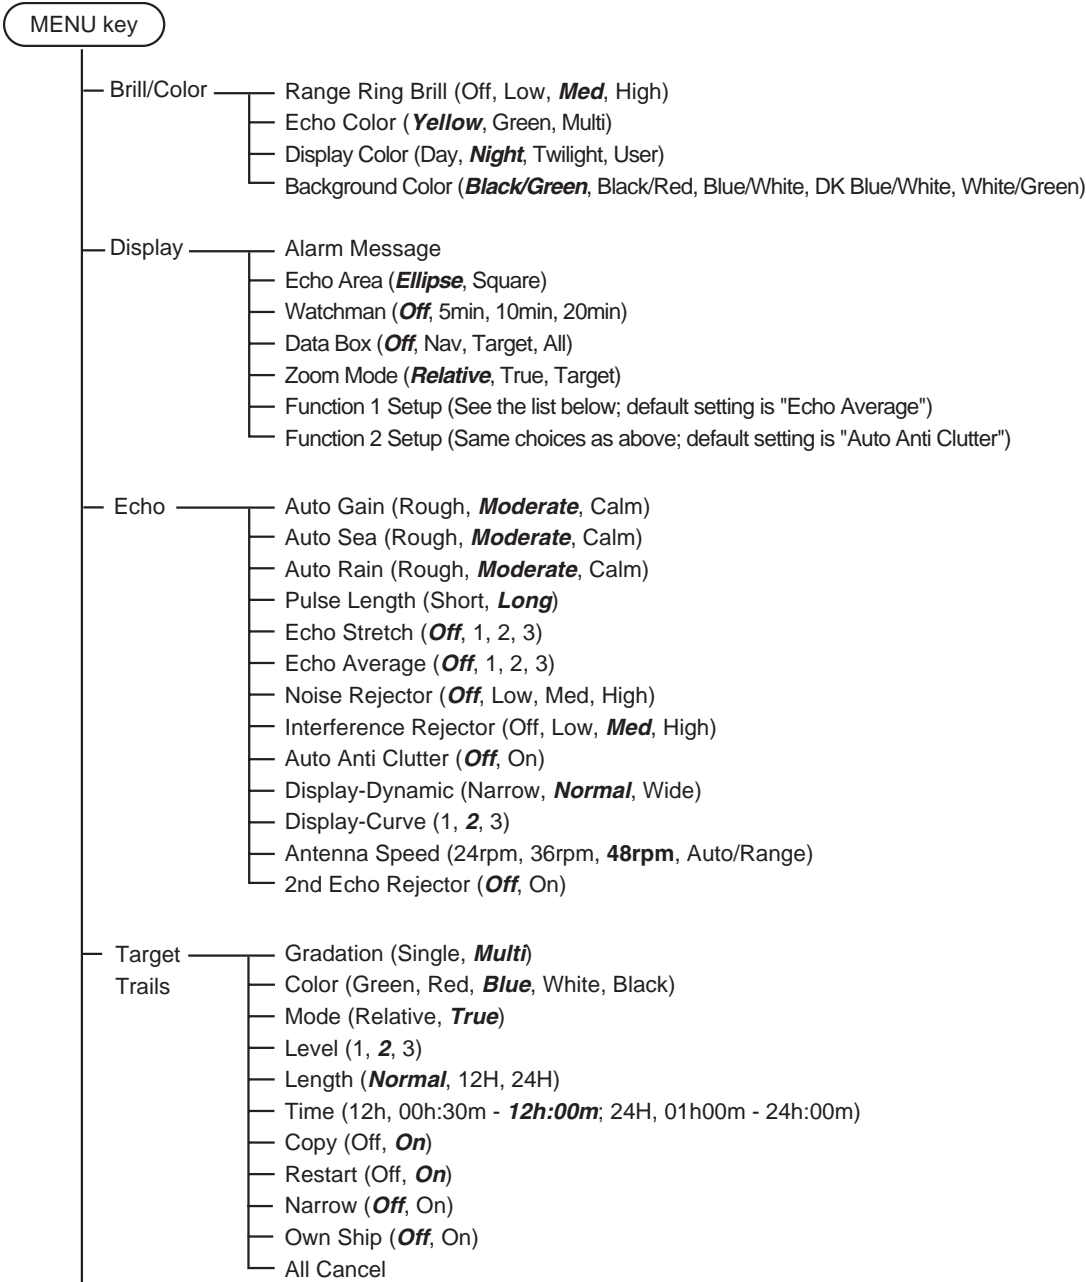 MENU key
Brill/Color
Range Ring Brill (Off, Low, Med, High)
Echo Color (Yellow, Green, Multi)
Display Color (Day, Night, Twilight, User)
Background Color (Black/Green, Black/Red, Blue/White, DK Blue/White, White/Green)
Display
Alarm Message
Echo Area (Ellipse, Square)
Watchman (Off, 5min, 10min, 20min)
Data Box (Off, Nav, Target, All)
Zoom Mode (Relative, True, Target)
Function 1 Setup (See the list below; default setting is "Echo Average")
Function 2 Setup (Same choices as above; default setting is "Auto Anti Clutter")
Echo
Auto Gain (Rough, Moderate, Calm)
Auto Sea (Rough, Moderate, Calm)
Auto Rain (Rough, Moderate, Calm)
Pulse Length (Short, Long)
Echo Stretch (Off, 1, 2, 3)
Echo Average (Off, 1, 2, 3)
Noise Rejector (Off, Low, Med, High)
Interference Rejector (Off, Low, Med, High)
Auto Anti Clutter (Off, On)
Display-Dynamic (Narrow, Normal, Wide)
Display-Curve (1, 2, 3)
Antenna Speed (24rpm, 36rpm, 48rpm, Auto/Range)
2nd Echo Rejector (Off, On)
Target
Trails
Gradation (Single, Multi)
Color (Green, Red, Blue, White, Black)
Mode (Relative, True)
Level (1, 2, 3)
Length (Normal, 12H, 24H)
Time (12h, 00h:30m - 12h:00m; 24H, 01h00m - 24h:00m)
Copy (Off, On)
Restart (Off, On)
Narrow (Off, On)
Own Ship (Off, On)
All Cancel